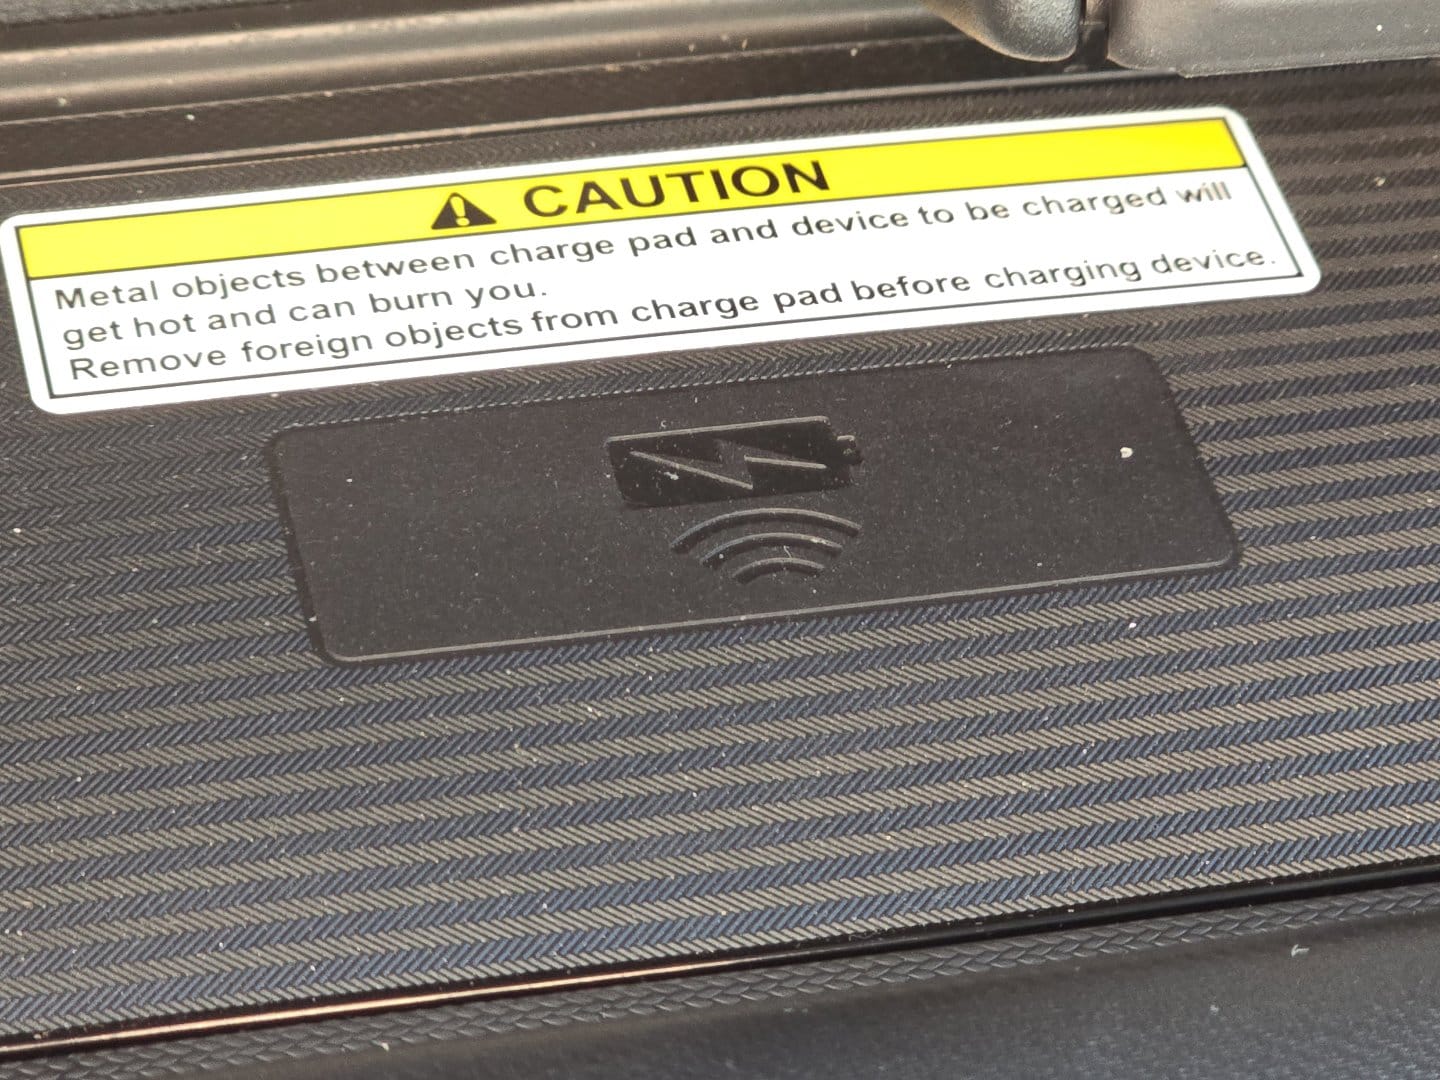 CAUTION
Metal objects between charge pad and device to be charged will
get hot and can burn you.
Remove foreign objects from charge pad before charging device.